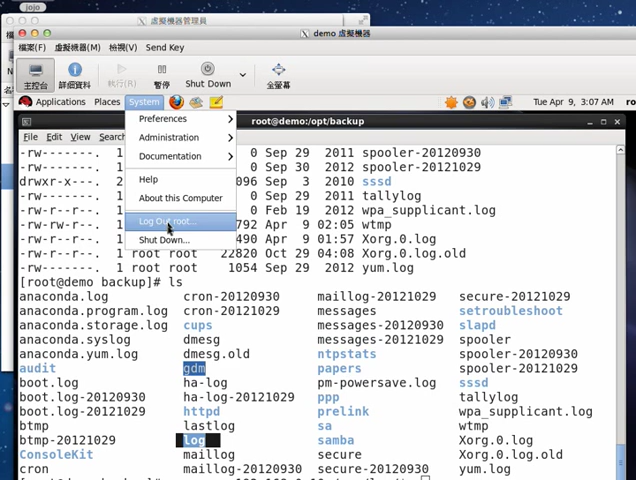 jojo
虛擬機器管理員
demo 虛擬機器
檔案(F) 虛擬機器(M) 檢視(V) Send Key
主控台 詳細資料 執行(R) 暫停 Shut Down 全螢幕
Applications Places System Tue Apr 9, 3:07 AM
root@demo:/opt/backup
File Edit View Search
Preferences
Administration
Documentation
Help
About this Computer
Log Out root...
Shut Down...
-rw-------. 1 0 Sep 29 2011 spooler-20120930
-rw-------. 1 0 Sep 29 2012 spooler-20121029
drwxr-x---. 2 096 Sep 3 2010 sssd
-rw-------. 1 0 Sep 29 2011 tallylog
-rw-r--r--. 1 0 Feb 19 2012 wpa_supplicant.log
-rw-rw-r--. 1 792 Apr 9 02:05 wtmp
-rw-r--r--. 1 490 Apr 9 01:57 Xorg.0.log
-rw-r--r--. 1 root root 22820 Oct 29 04:08 Xorg.0.log.old
-rw-------. 1 root root 1054 Sep 29 2012 yum.log
[root@demo backup]# ls
anaconda.log cron-20120930 maillog-20121029 secure-20121029
anaconda.program.log cron-20121029 messages setroubleshoot
anaconda.storage.log cups messages-20120930 slapd
anaconda.syslog dmesg messages-20121029 spooler
anaconda.yum.log dmesg.old ntpstats spooler-20120930
audit gdm papers spooler-20121029
boot.log ha-log pm-powersave.log sssd
boot.log-20120930 ha-log-20121029 ppp tallylog
boot.log-20121029 httpd prelink wpa_supplicant.log
btmp lastlog sa wtmp
btmp-20121029 log samba Xorg.0.log
ConsoleKit maillog secure Xorg.0.log.old
cron maillog-20120930 secure-20120930 yum.log